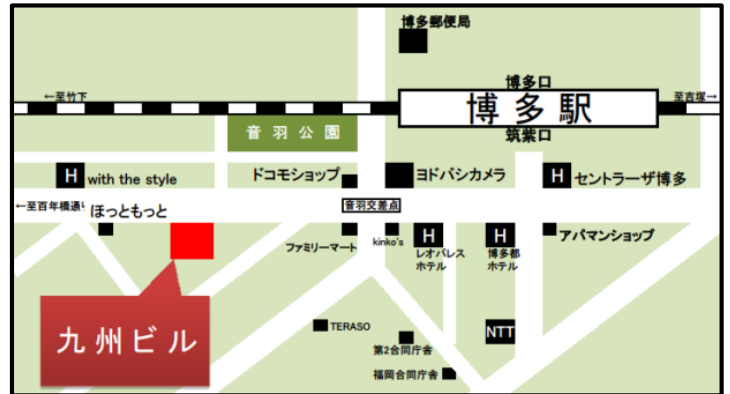 博多郵便局
←至竹下
博多口
博多駅
至吉塚→
筑紫口
音羽公園
H with the style
ドコモショップ
ヨドバシカメラ
H セントラーザ博多
←至百年橋通り
ほっともっと
音羽交差点
ファミリーマート
kinko's
H
レオパレス
ホテル
H
博多都
ホテル
アパマンショップ
九州ビル
TERASO
第2合同庁舎
NTT
福岡合同庁舎